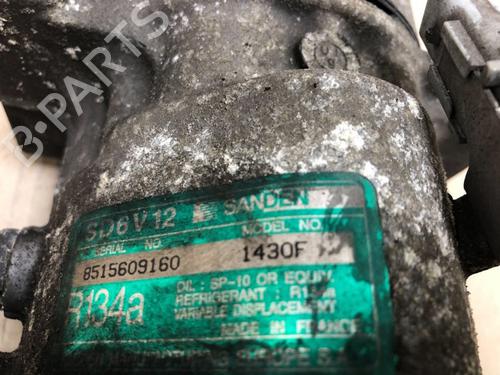 B-PARTS
SD6V12 SANDEN
SERIAL NO. MODEL NO.
8515609160 1430F
R134a
OIL : SP-10 OR EQUIV.
REFRIGERANT : R134a
VARIABLE DISPLACEMENT
MADE IN FRANCE
EUROPE